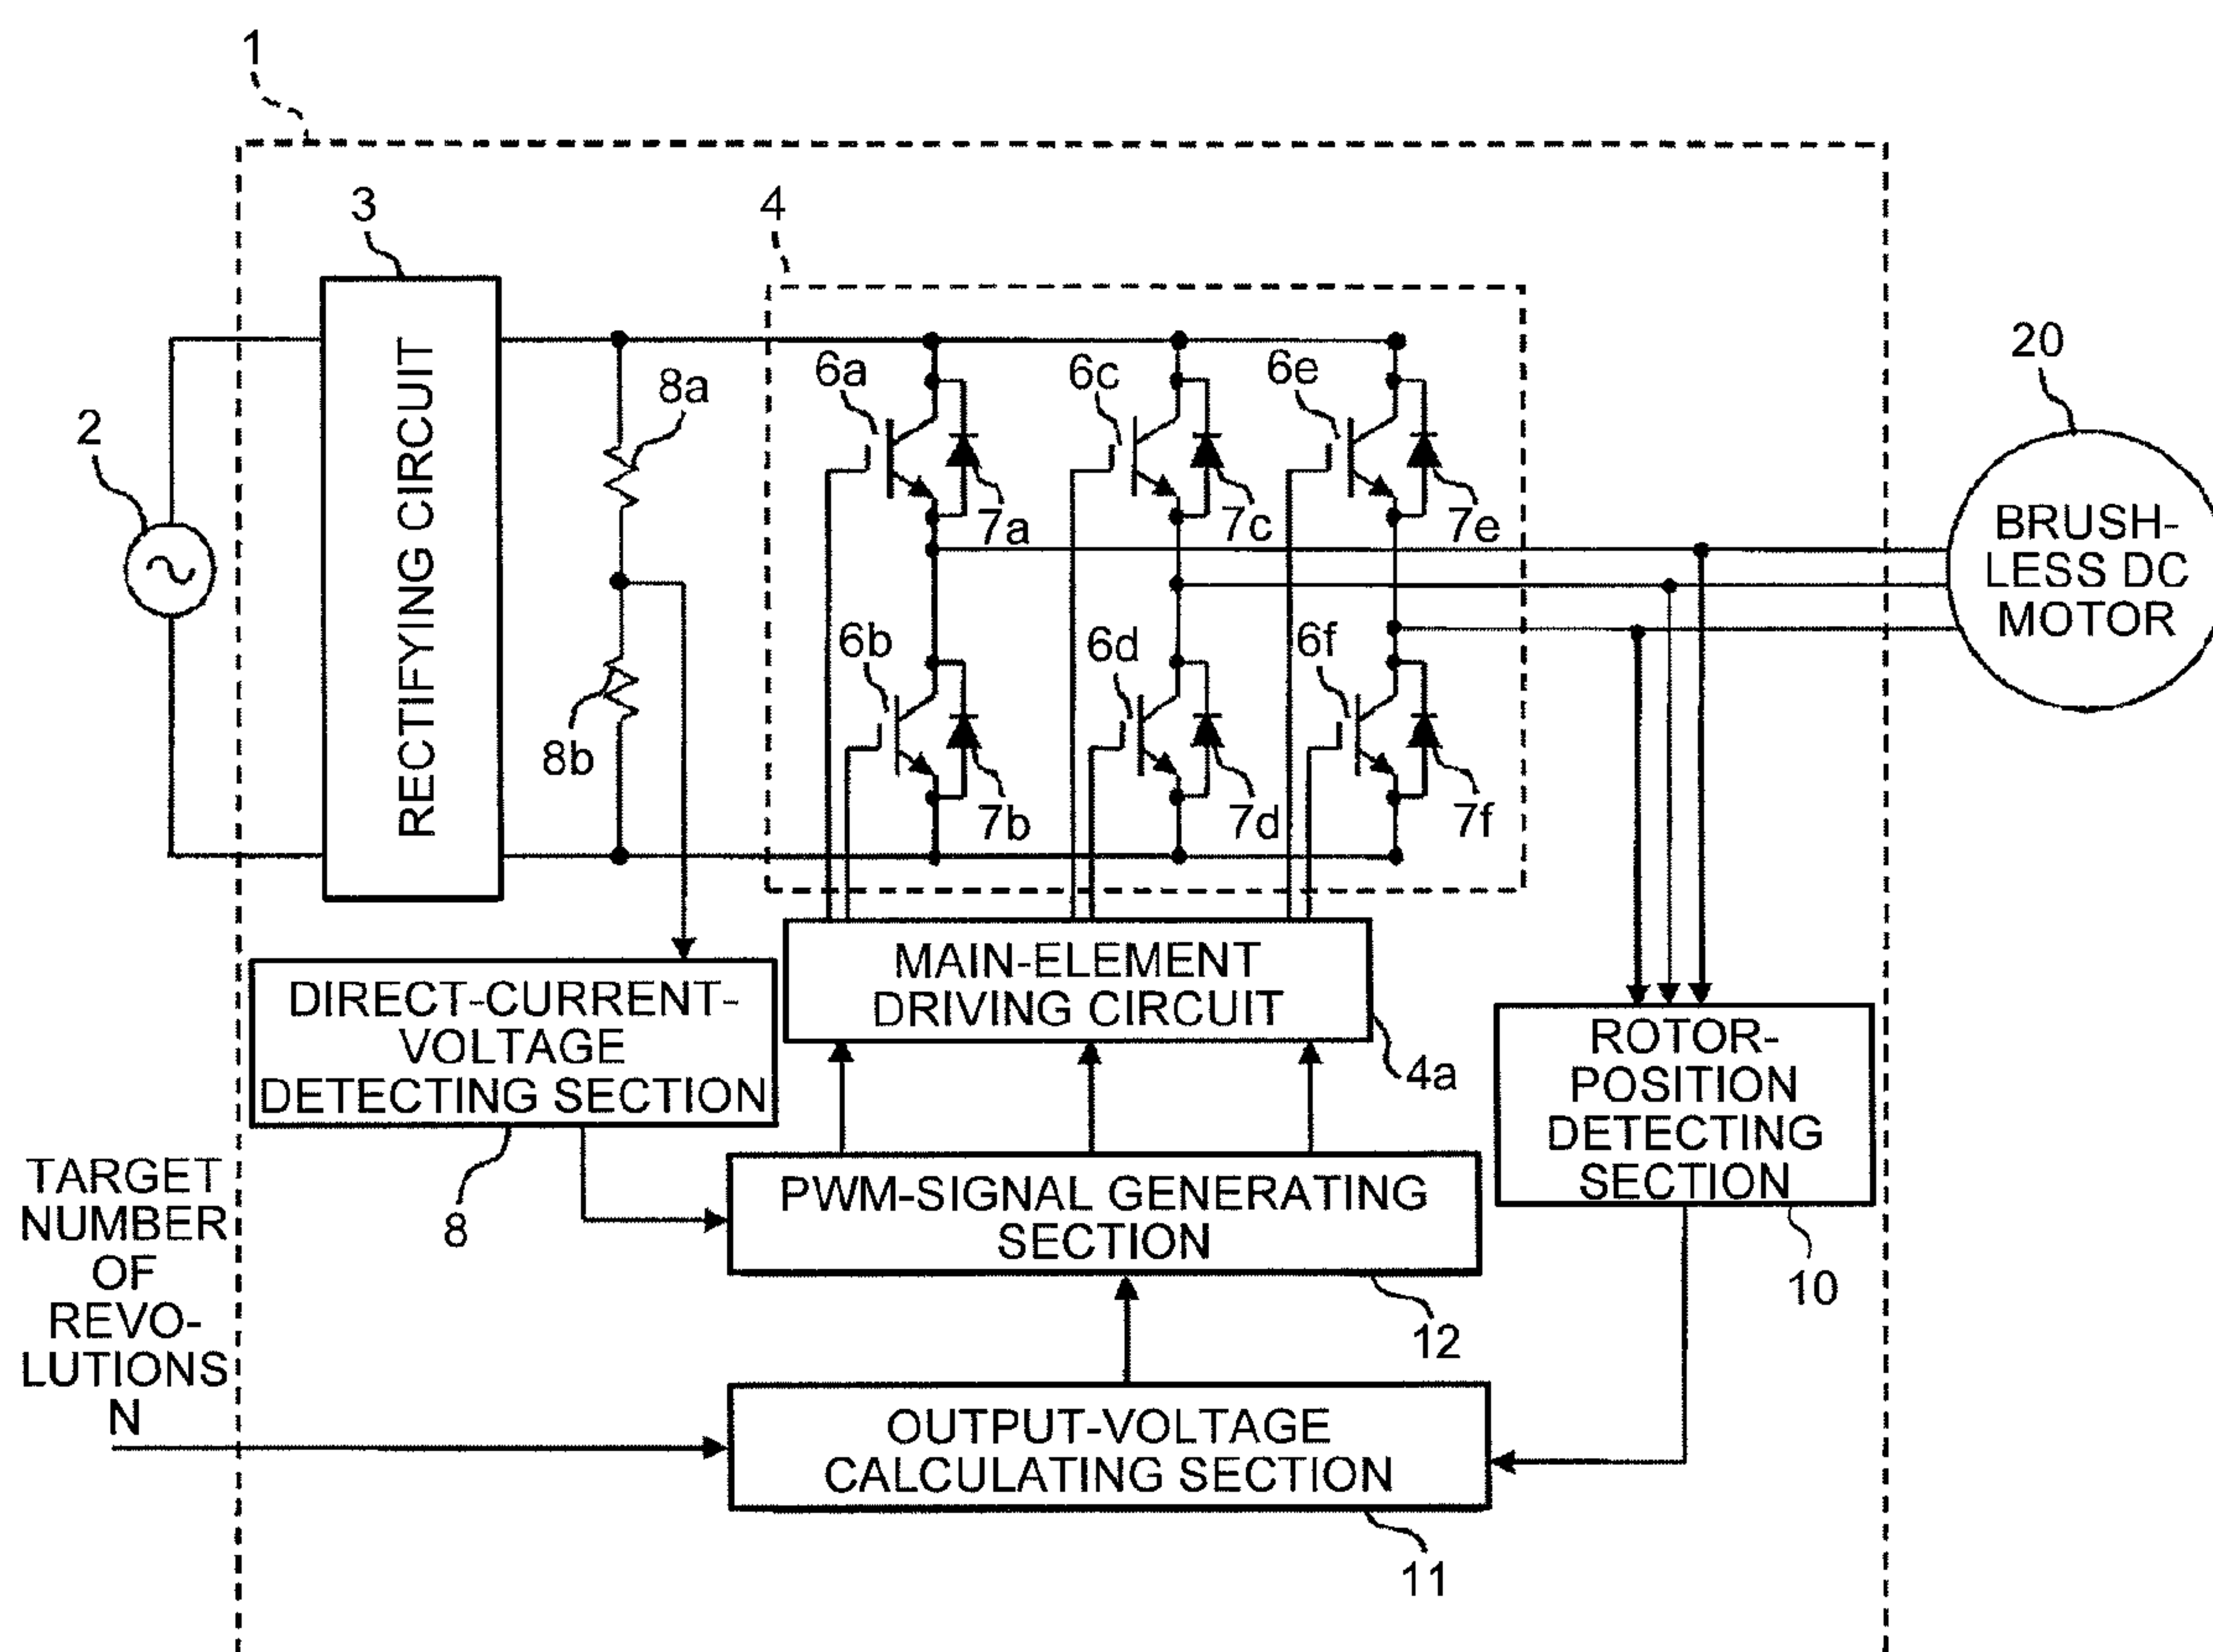 1
3
4
2
RECTIFYING CIRCUIT
8a
8b
6a
6c
6e
7a
7c
7e
6b
6d
6f
7b
7d
7f
20
BRUSH-
LESS DC
MOTOR
MAIN-ELEMENT
DRIVING CIRCUIT
4a
DIRECT-CURRENT-
VOLTAGE
DETECTING SECTION
8
ROTOR-
POSITION
DETECTING
SECTION
10
PWM-SIGNAL GENERATING
SECTION
12
TARGET
NUMBER
OF
REVO-
LUTIONS
N
OUTPUT-VOLTAGE
CALCULATING SECTION
11